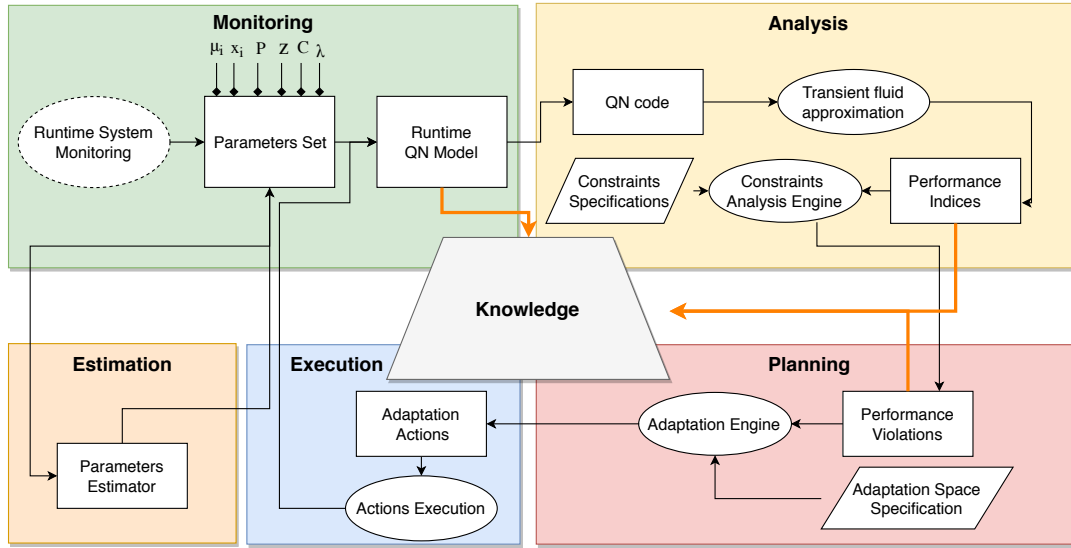 Monitoring
μi xi P Z C λ
Runtime System
Monitoring
Parameters Set
Runtime
QN Model
Analysis
QN code
Transient fluid
approximation
Constraints
Specifications
Constraints
Analysis Engine
Performance
Indices
Knowledge
Estimation
Parameters
Estimator
Execution
Adaptation
Actions
Actions Execution
Planning
Adaptation Engine
Performance
Violations
Adaptation Space
Specification